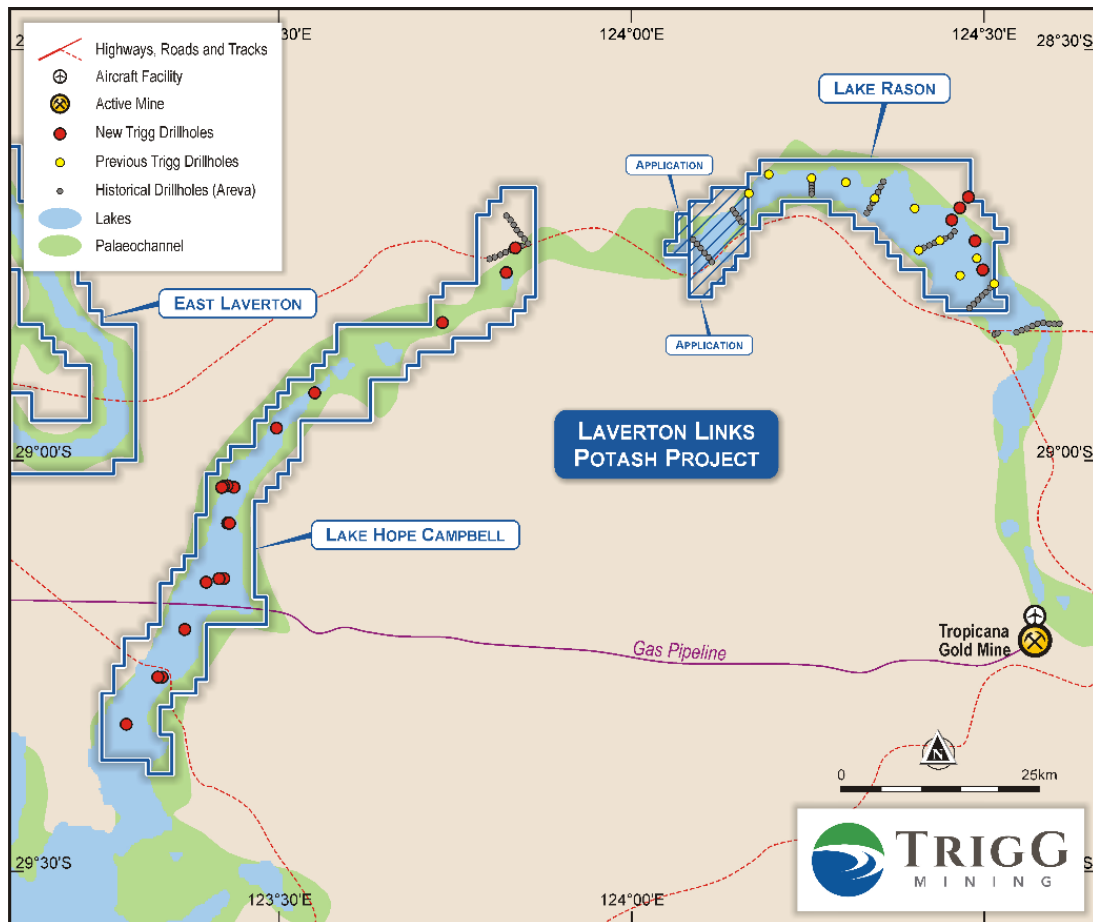 124°00'E
124°30'E
28°30'S
30'E
2
Highways, Roads and Tracks
Aircraft Facility
Active Mine
New Trigg Drillholes
Previous Trigg Drillholes
Historical Drillholes (Areva)
Lakes
Palaeochannel
LAKE RASON
APPLICATION
EAST LAVERTON
APPLICATION
LAVERTON LINKS
POTASH PROJECT
29°00'S
29°00'S
LAKE HOPE CAMPBELL
Gas Pipeline
Tropicana
Gold Mine
N
0 25km
TRIGG
MINING
29°30'S
S
123°30'E
124°00'E